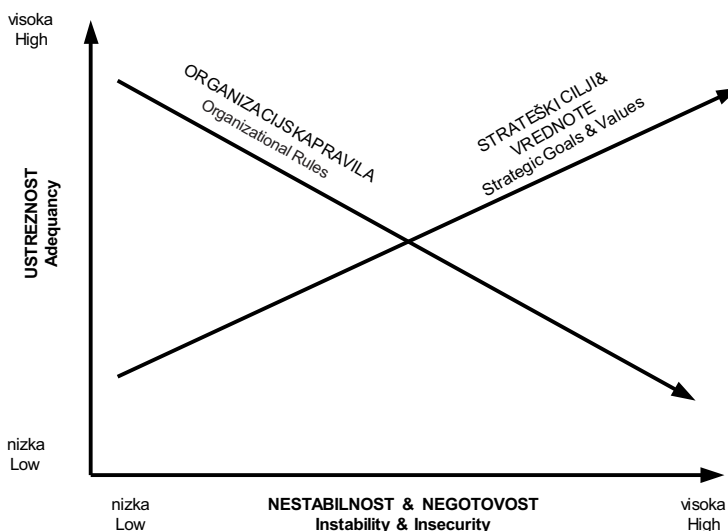 visoka
High
ORGANIZACIJSKAPRAVILA
Organizational Rules
STRATEŠKI CILJI&
VREDNOTE
Strategic Goals & Values
USTREZNOST
Adequancy
nizka
Low
nizka
Low
NESTABILNOST & NEGOTOVOST
Instability & Insecurity
visoka
High